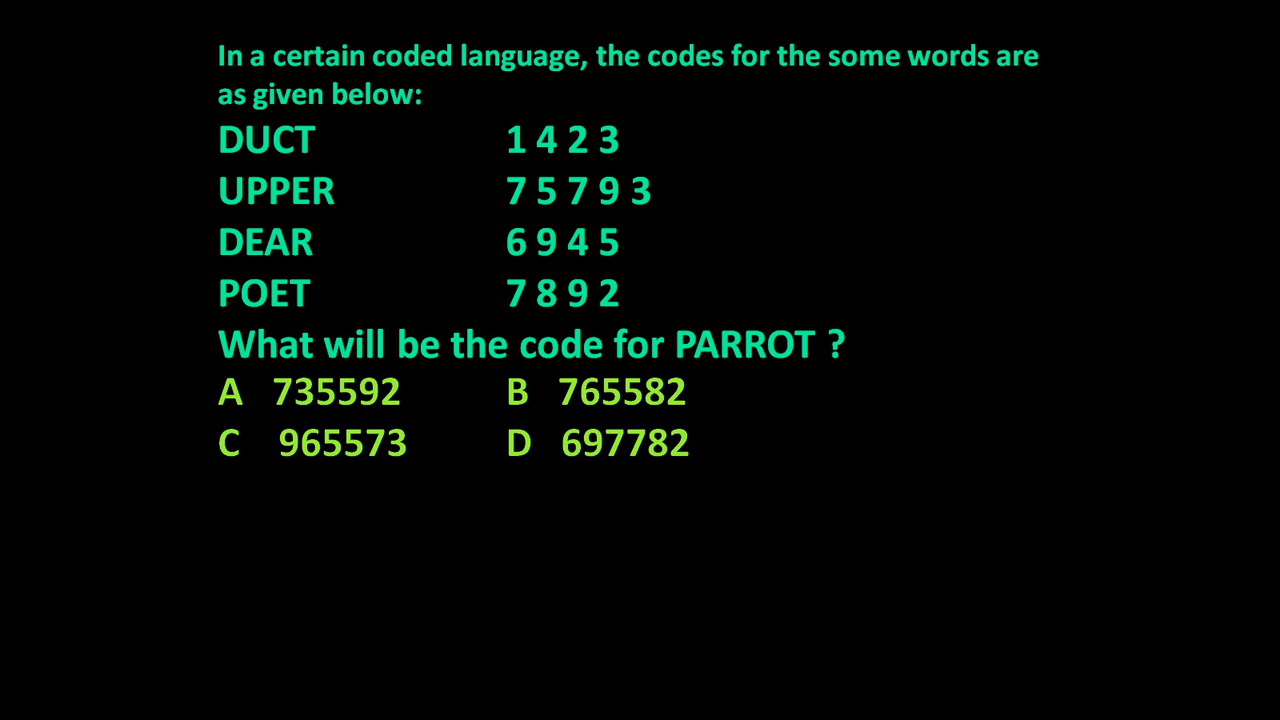 In a certain coded language, the codes for the some words are
as given below:
DUCT 1 4 2 3
UPPER 7 5 7 9 3
DEAR 6 9 4 5
POET 7 8 9 2
What will be the code for PARROT ?
A 735592 B 765582
C 965573 D 697782